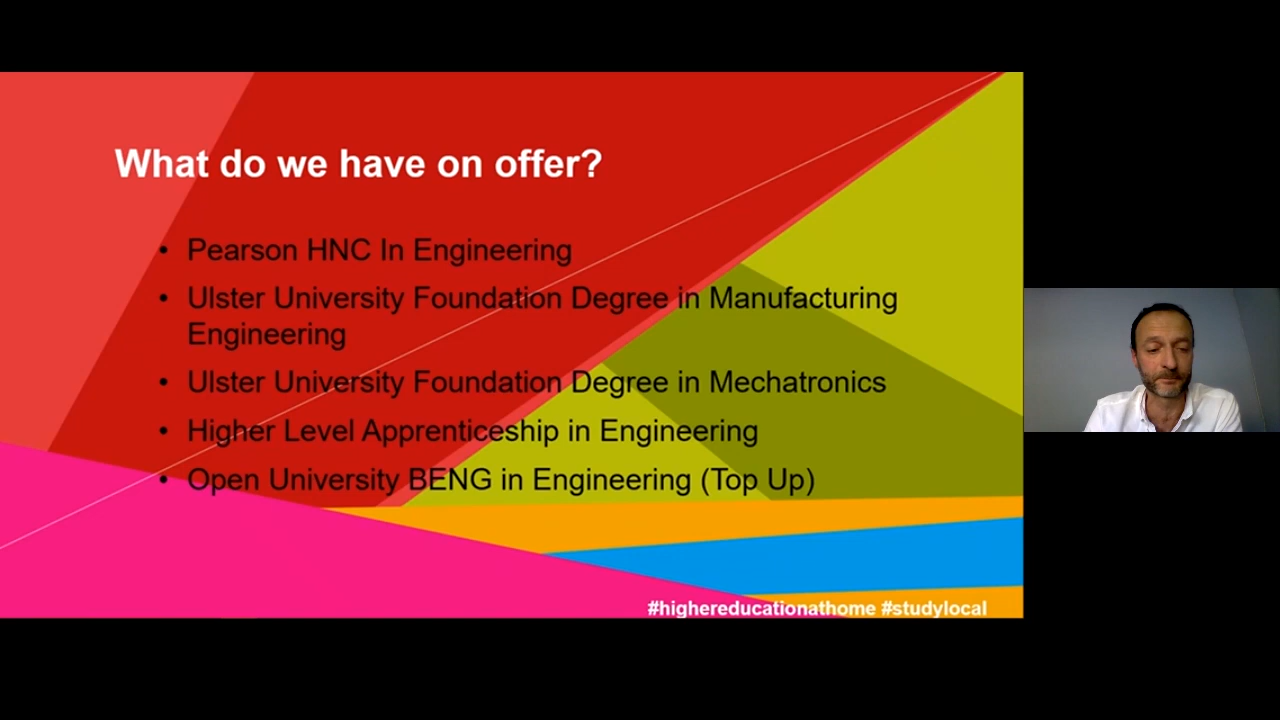 What do we have on offer?
• Pearson HNC In Engineering
• Ulster University Foundation Degree in Manufacturing
Engineering
• Ulster University Foundation Degree in Mechatronics
• Higher Level Apprenticeship in Engineering
• Open University BENG in Engineering (Top Up)
#highereducationathome #studylocal